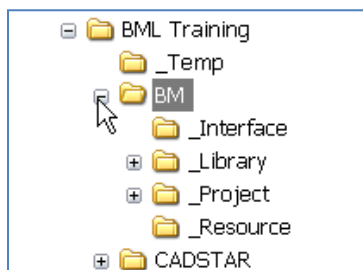 BML Training
_Temp
BM
_Interface
_Library
_Project
_Resource
CADSTAR